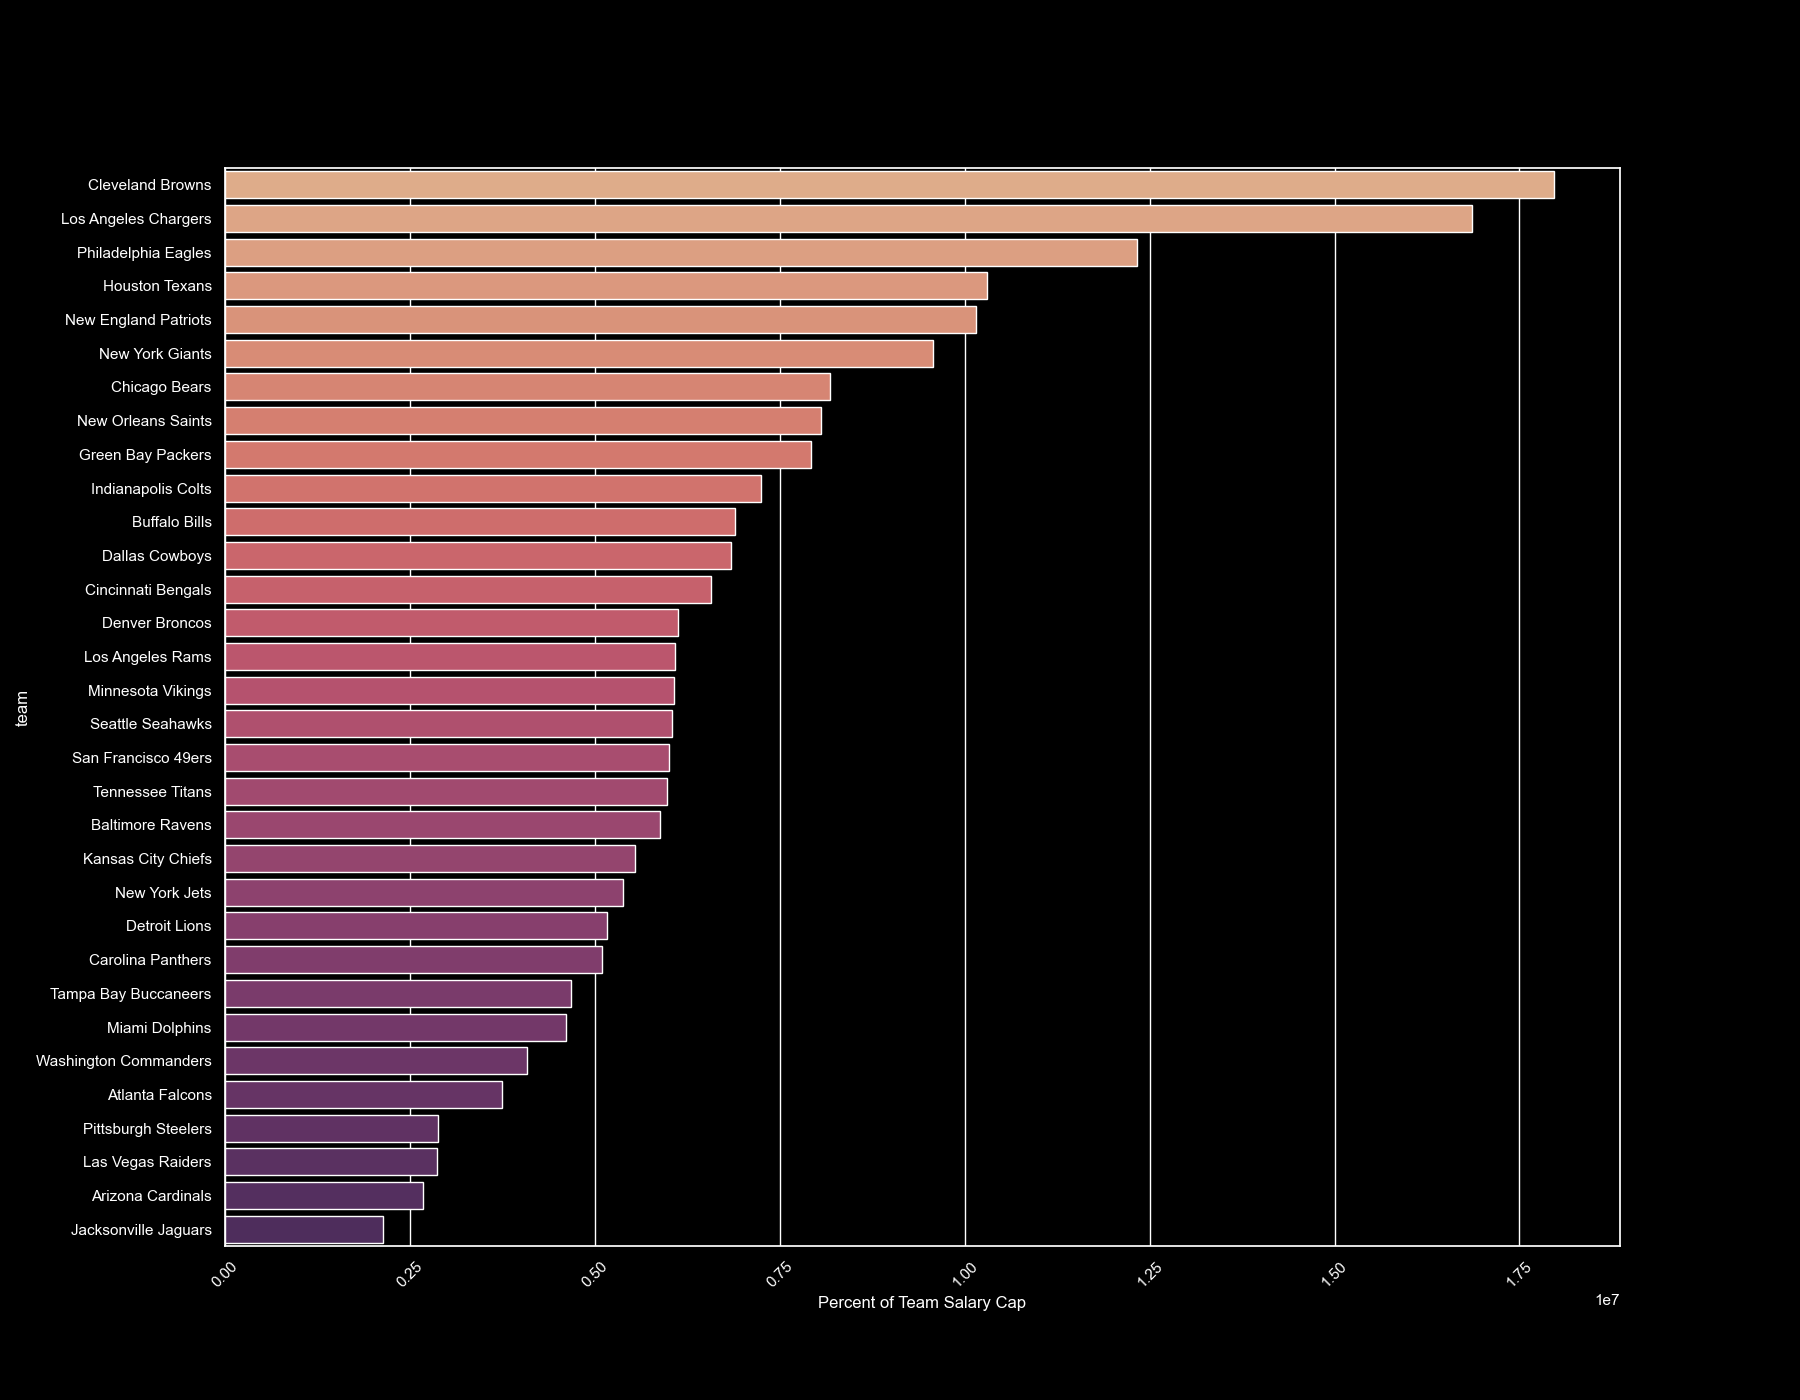 Cleveland Browns
Los Angeles Chargers
Philadelphia Eagles
Houston Texans
New England Patriots
New York Giants
Chicago Bears
New Orleans Saints
Green Bay Packers
Indianapolis Colts
Buffalo Bills
Dallas Cowboys
Cincinnati Bengals
Denver Broncos
Los Angeles Rams
Minnesota Vikings
Seattle Seahawks
San Francisco 49ers
Tennessee Titans
Baltimore Ravens
Kansas City Chiefs
New York Jets
Detroit Lions
Carolina Panthers
Tampa Bay Buccaneers
Miami Dolphins
Washington Commanders
Atlanta Falcons
Pittsburgh Steelers
Las Vegas Raiders
Arizona Cardinals
Jacksonville Jaguars
team
0.00 0.25 0.50 0.75 1.00 1.25 1.50 1.75
1e7
Percent of Team Salary Cap